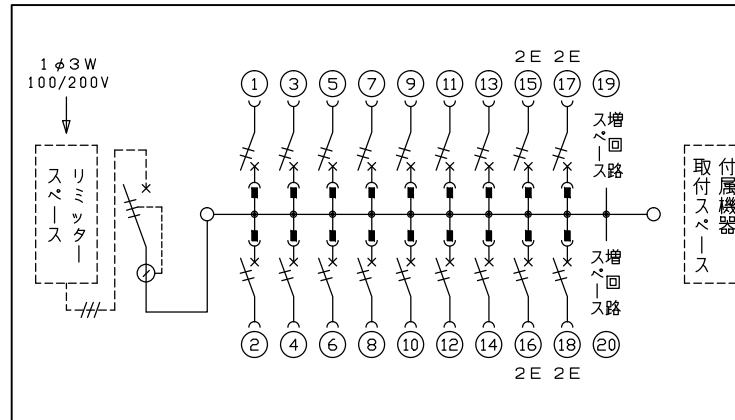 1φ3W
100/200V
リミッター
スペース
2E 2E
1 3 5 7 9 11 13 15 17 19
増回路
スペース
付属機器
取付スペース
増回路
スペース
2 4 6 8 10 12 14 16 18 20
2E 2E